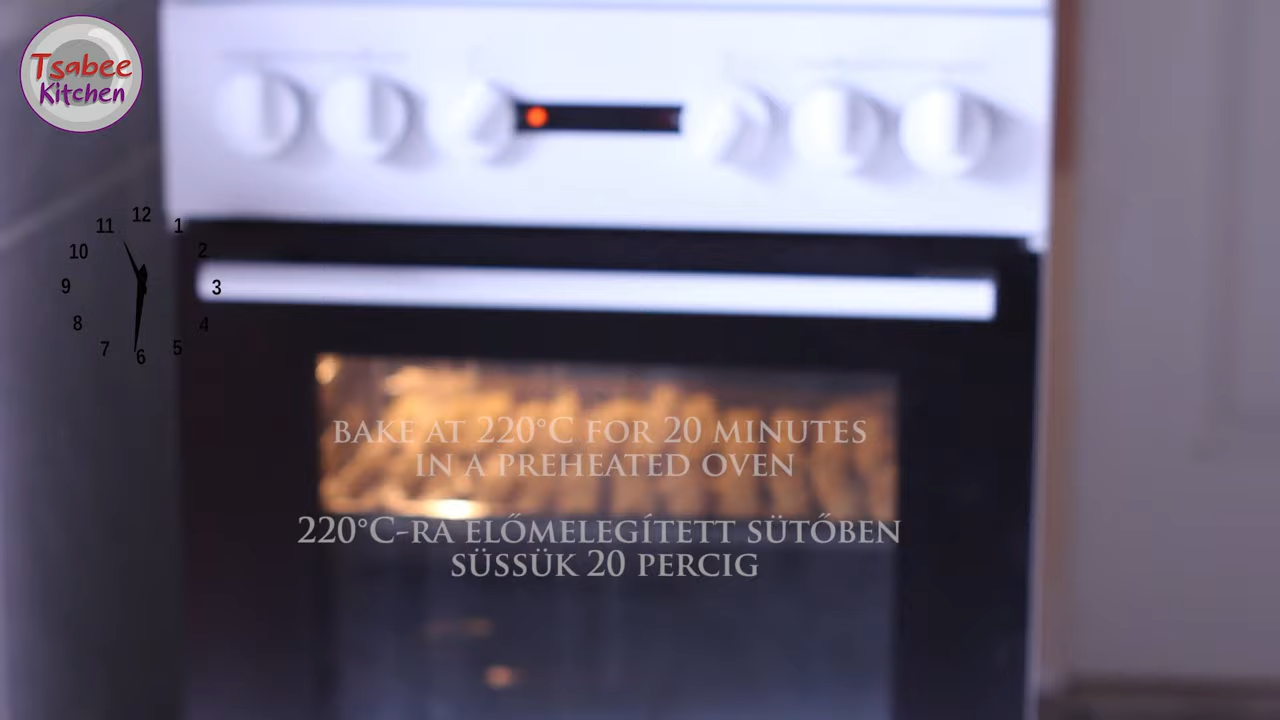 Tsabee
Kitchen
12
11
1
10
2
9
3
8
4
7
5
6
BAKE AT 220°C FOR 20 MINUTES
IN A PREHEATED OVEN
220°C-RA ELŐMELEGÍTETT SÜTŐBEN
SÜSSÜK 20 PERCIG